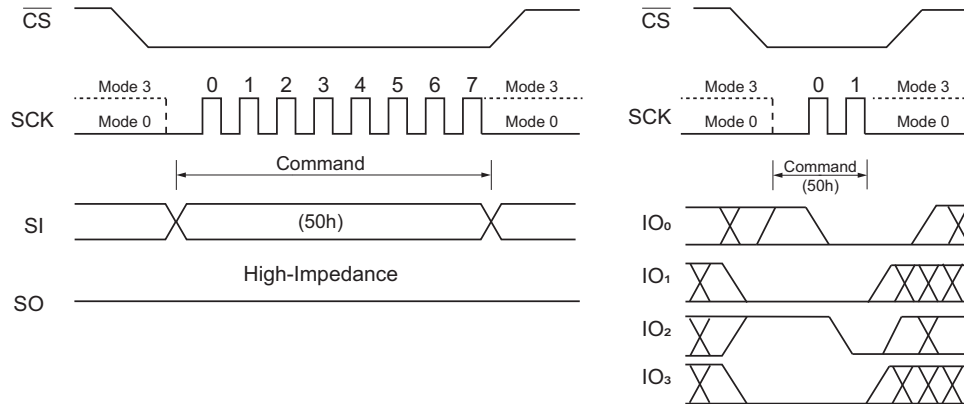 CS
Mode 3 0 1 2 3 4 5 6 7 Mode 3
SCK
Mode 0 Mode 0
Command
SI (50h)
High-Impedance
SO
CS
Mode 3 0 1 Mode 3
SCK
Mode 0 Mode 0
Command
(50h)
IO₀
IO₁
IO₂
IO₃